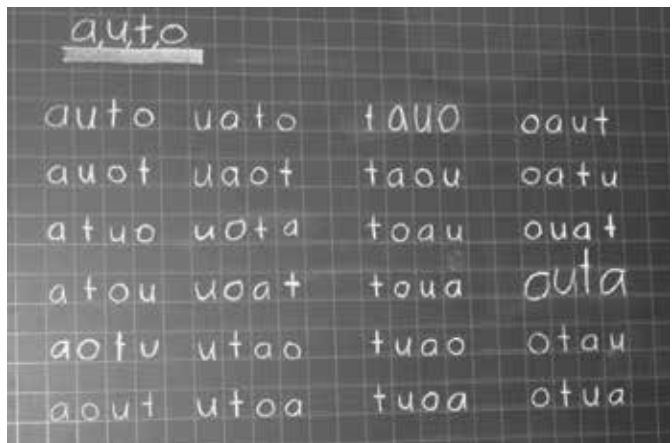 a,u,t,o
auto uato tauo oaut
auot uaot taou oatu
atuo uota toau ouat
atou uoat toua outa
aotu utao tuao otau
aout utoa tuoa otua